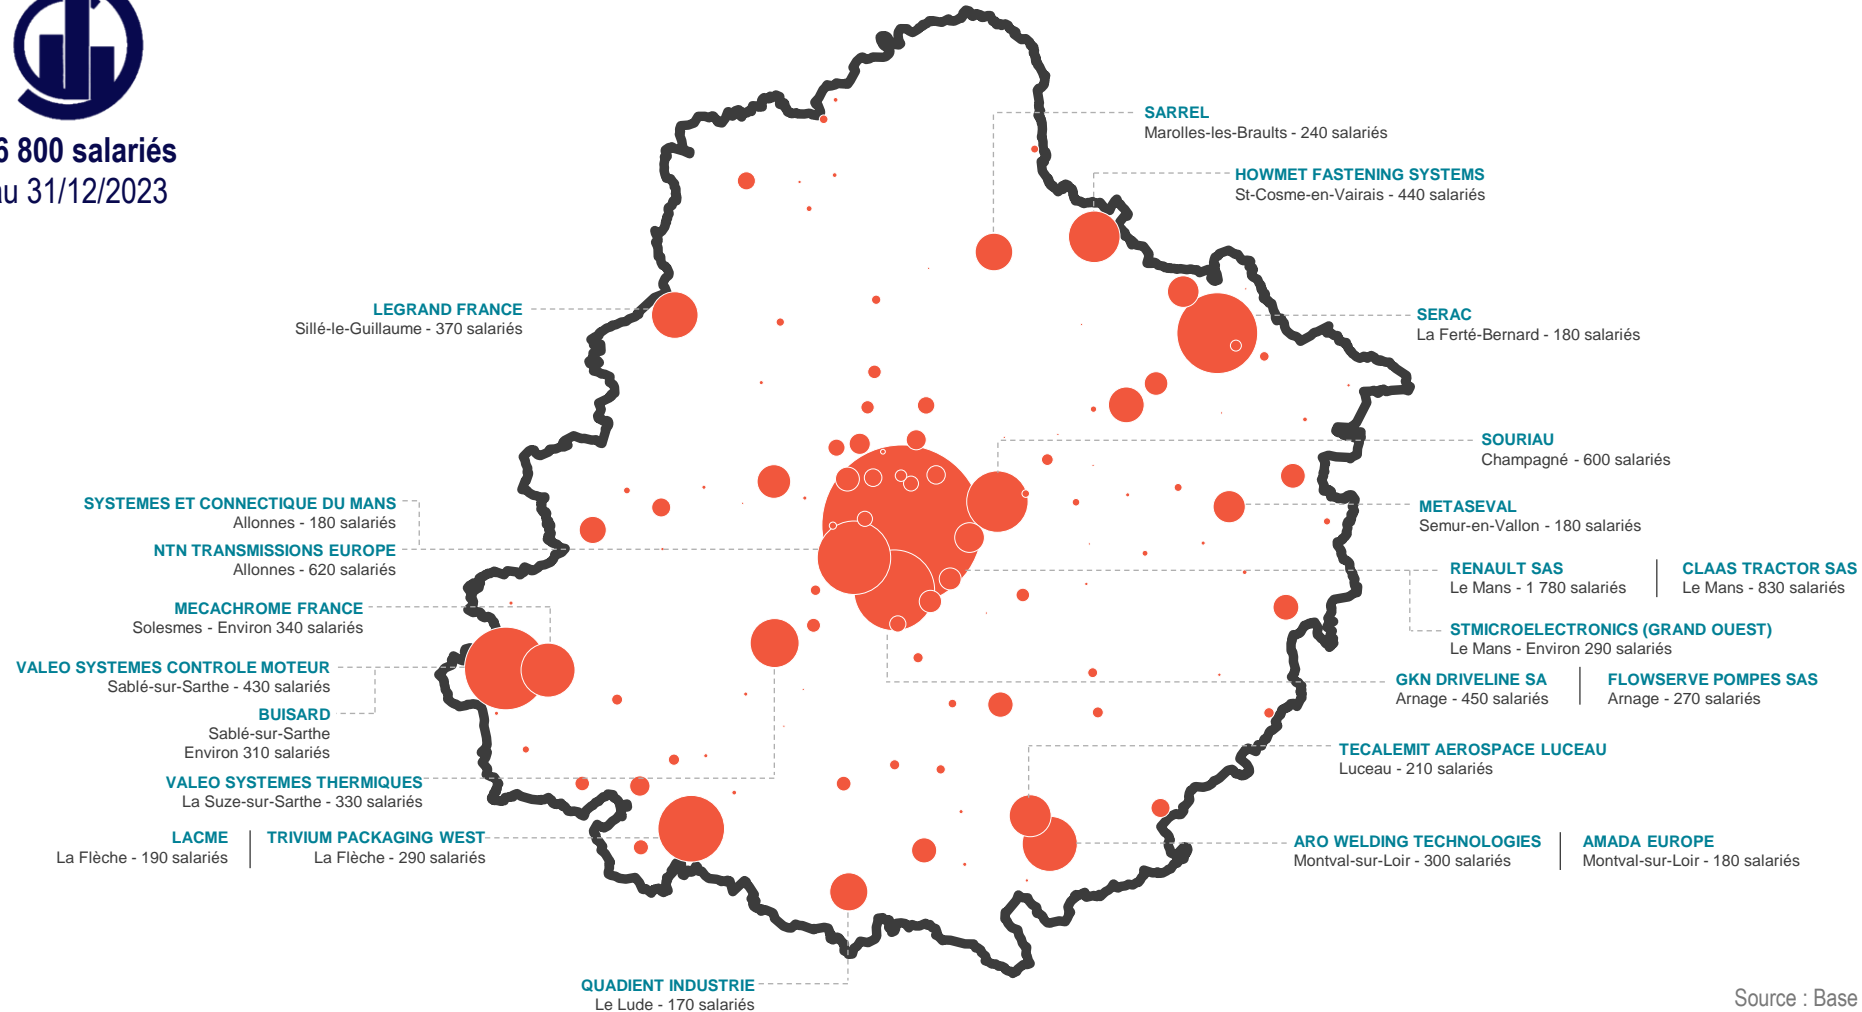 6 800 salariés
au 31/12/2023
SARREL
Marolles-les-Braults - 240 salariés
HOWMET FASTENING SYSTEMS
St-Cosme-en-Vairais - 440 salariés
LEGRAND FRANCE
Sillé-le-Guillaume - 370 salariés
SERAC
La Ferté-Bernard - 180 salariés
SOURIAU
Champagné - 600 salariés
SYSTEMES ET CONNECTIQUE DU MANS
Allonnes - 180 salariés
METASEVAL
Semur-en-Vallon - 180 salariés
NTN TRANSMISSIONS EUROPE
Allonnes - 620 salariés
RENAULT SAS
Le Mans - 1 780 salariés
CLAAS TRACTOR SAS
Le Mans - 830 salariés
MECACHROME FRANCE
Solesmes - Environ 340 salariés
STMICROELECTRONICS (GRAND OUEST)
Le Mans - Environ 290 salariés
VALEO SYSTEMES CONTROLE MOTEUR
Sablé-sur-Sarthe - 430 salariés
GKN DRIVELINE SA
Arnage - 450 salariés
FLOWSERVE POMPES SAS
Arnage - 270 salariés
BUISARD
Sablé-sur-Sarthe
Environ 310 salariés
TECALEMIT AEROSPACE LUCEAU
Luceau - 210 salariés
VALEO SYSTEMES THERMIQUES
La Suze-sur-Sarthe - 330 salariés
LACME
La Flèche - 190 salariés
TRIVIUM PACKAGING WEST
La Flèche - 290 salariés
ARO WELDING TECHNOLOGIES
Montval-sur-Loir - 300 salariés
AMADA EUROPE
Montval-sur-Loir - 180 salariés
QUADIENT INDUSTRIE
Le Lude - 170 salariés
Source : Base